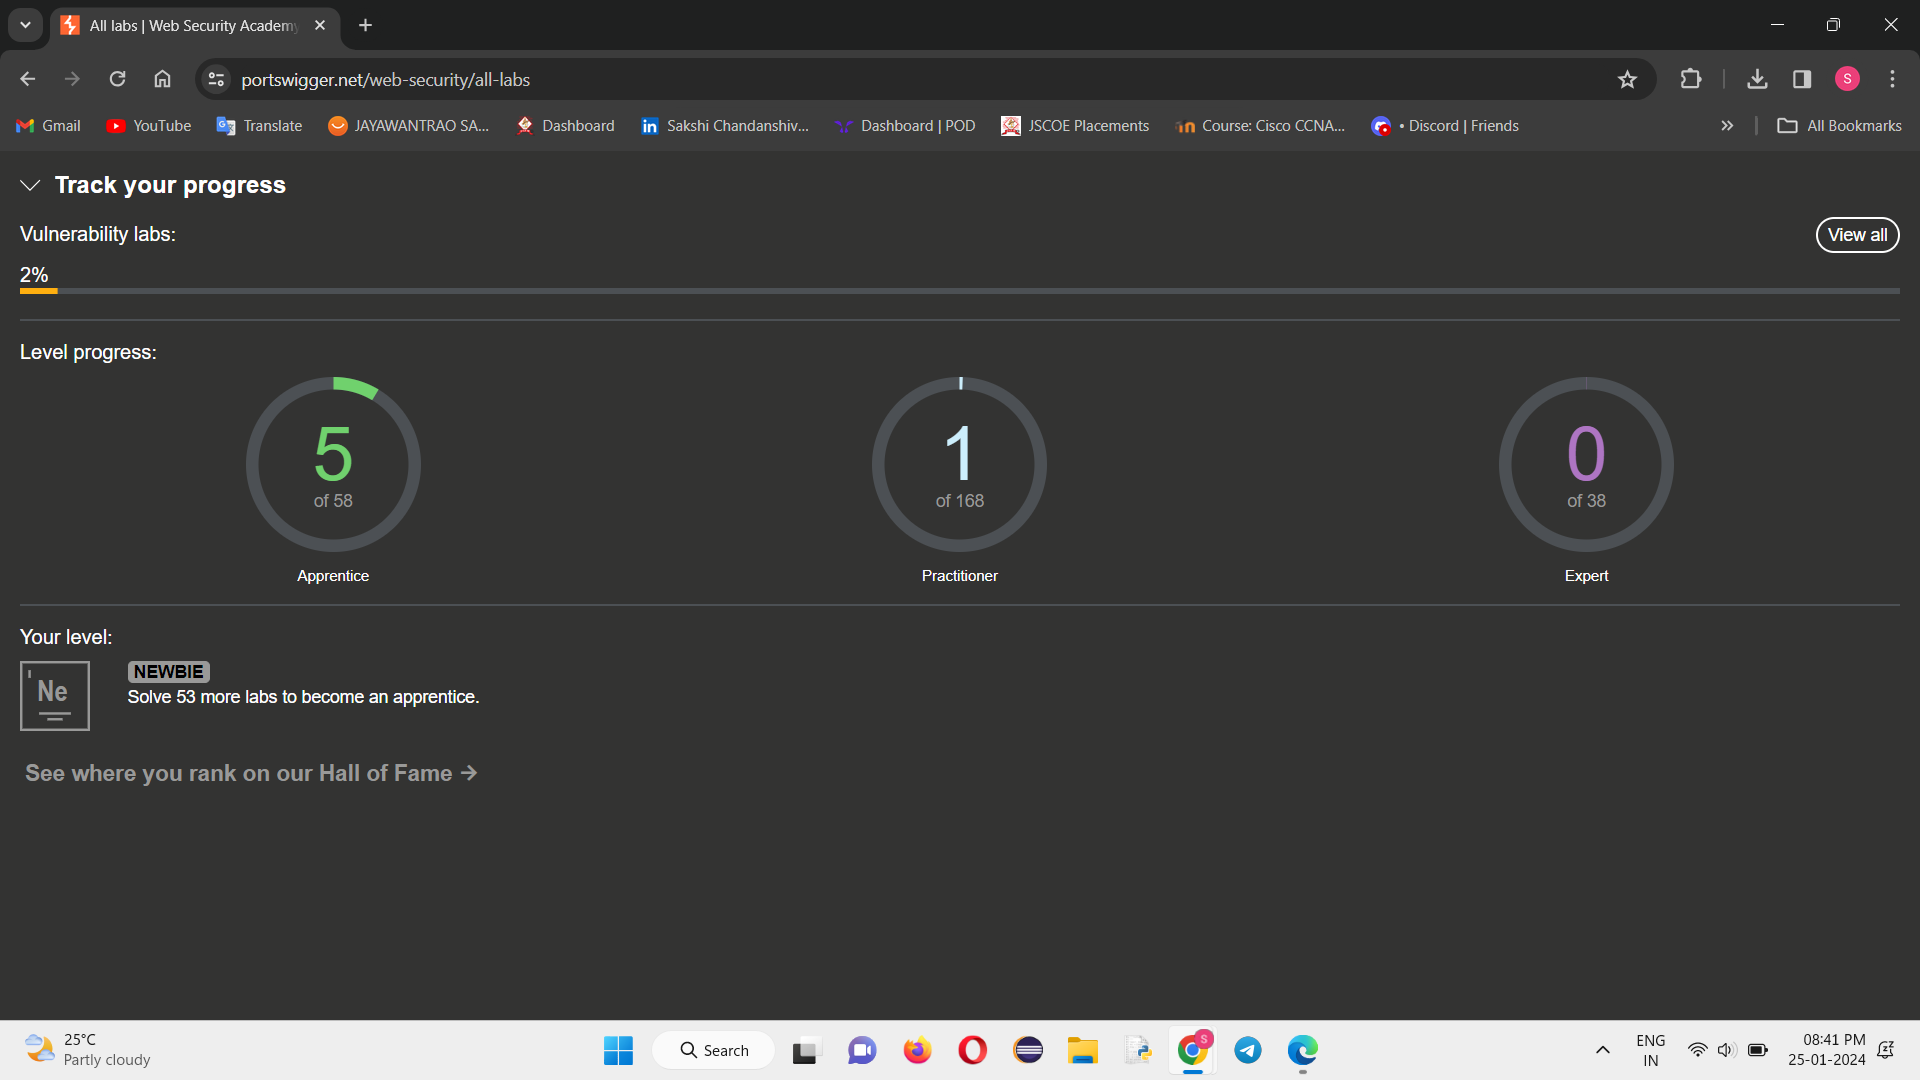 All labs | Web Security Academy
portswigger.net/web-security/all-labs
S
Gmail
YouTube
Translate
JAYAWANTRAO SA...
Dashboard
Sakshi Chandanshiv...
Dashboard | POD
JSCOE Placements
Course: Cisco CCNA...
• Discord | Friends
All Bookmarks
Track your progress
Vulnerability labs:
View all
2%
Level progress:
5
of 58
Apprentice
1
of 168
Practitioner
0
of 38
Expert
Your level:
Ne
NEWBIE
Solve 53 more labs to become an apprentice.
See where you rank on our Hall of Fame →
25°C
Partly cloudy
Search
S
ENG
IN
08:41 PM
25-01-2024